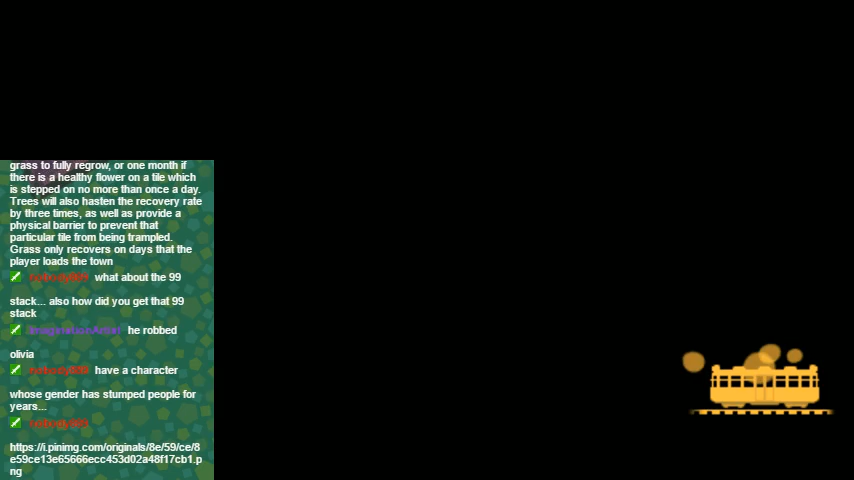 grass to fully regrow, or one month if
there is a healthy flower on a tile which
is stepped on no more than once a day.
Trees will also hasten the recovery rate
by three times, as well as provide a
physical barrier to prevent that
particular tile from being trampled.
Grass only recovers on days that the
player loads the town
what about the 99
stack... also how did you get that 99
stack
he robbed
olivia
have a character
whose gender has stumped people for
years...
https://i.pinimg.com/originals/8e/59/ce/8
e59ce13e65666ecc453d02a48f17cb1.p
ng